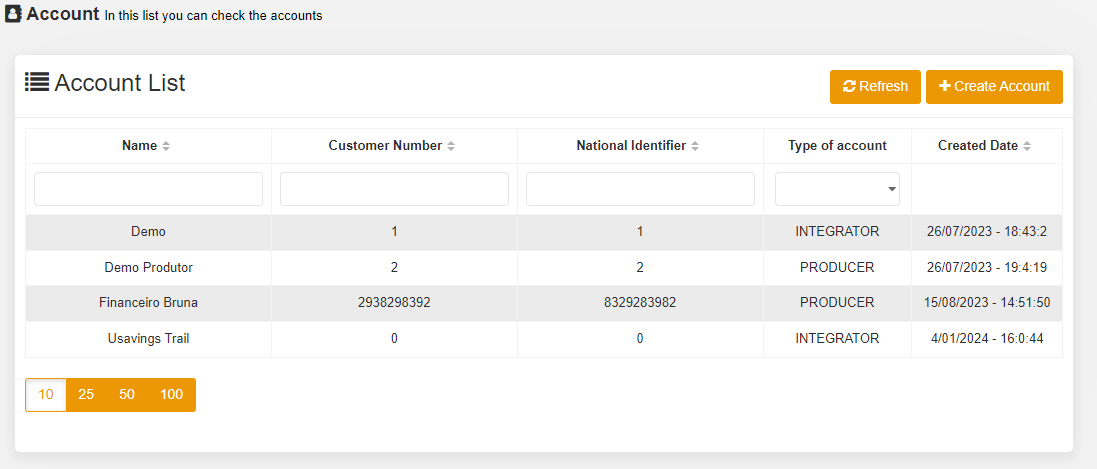 Account In this list you can check the accounts
Account List
Refresh
Create Account
Name Customer Number National Identifier Type of account Created Date
Demo 1 1 INTEGRATOR 26/07/2023 - 18:43:2
Demo Produtor 2 2 PRODUCER 26/07/2023 - 19:4:19
Financeiro Bruna 2938298392 8329283982 PRODUCER 15/08/2023 - 14:51:50
Usavings Trail 0 0 INTEGRATOR 4/01/2024 - 16:0:44
10 25 50 100